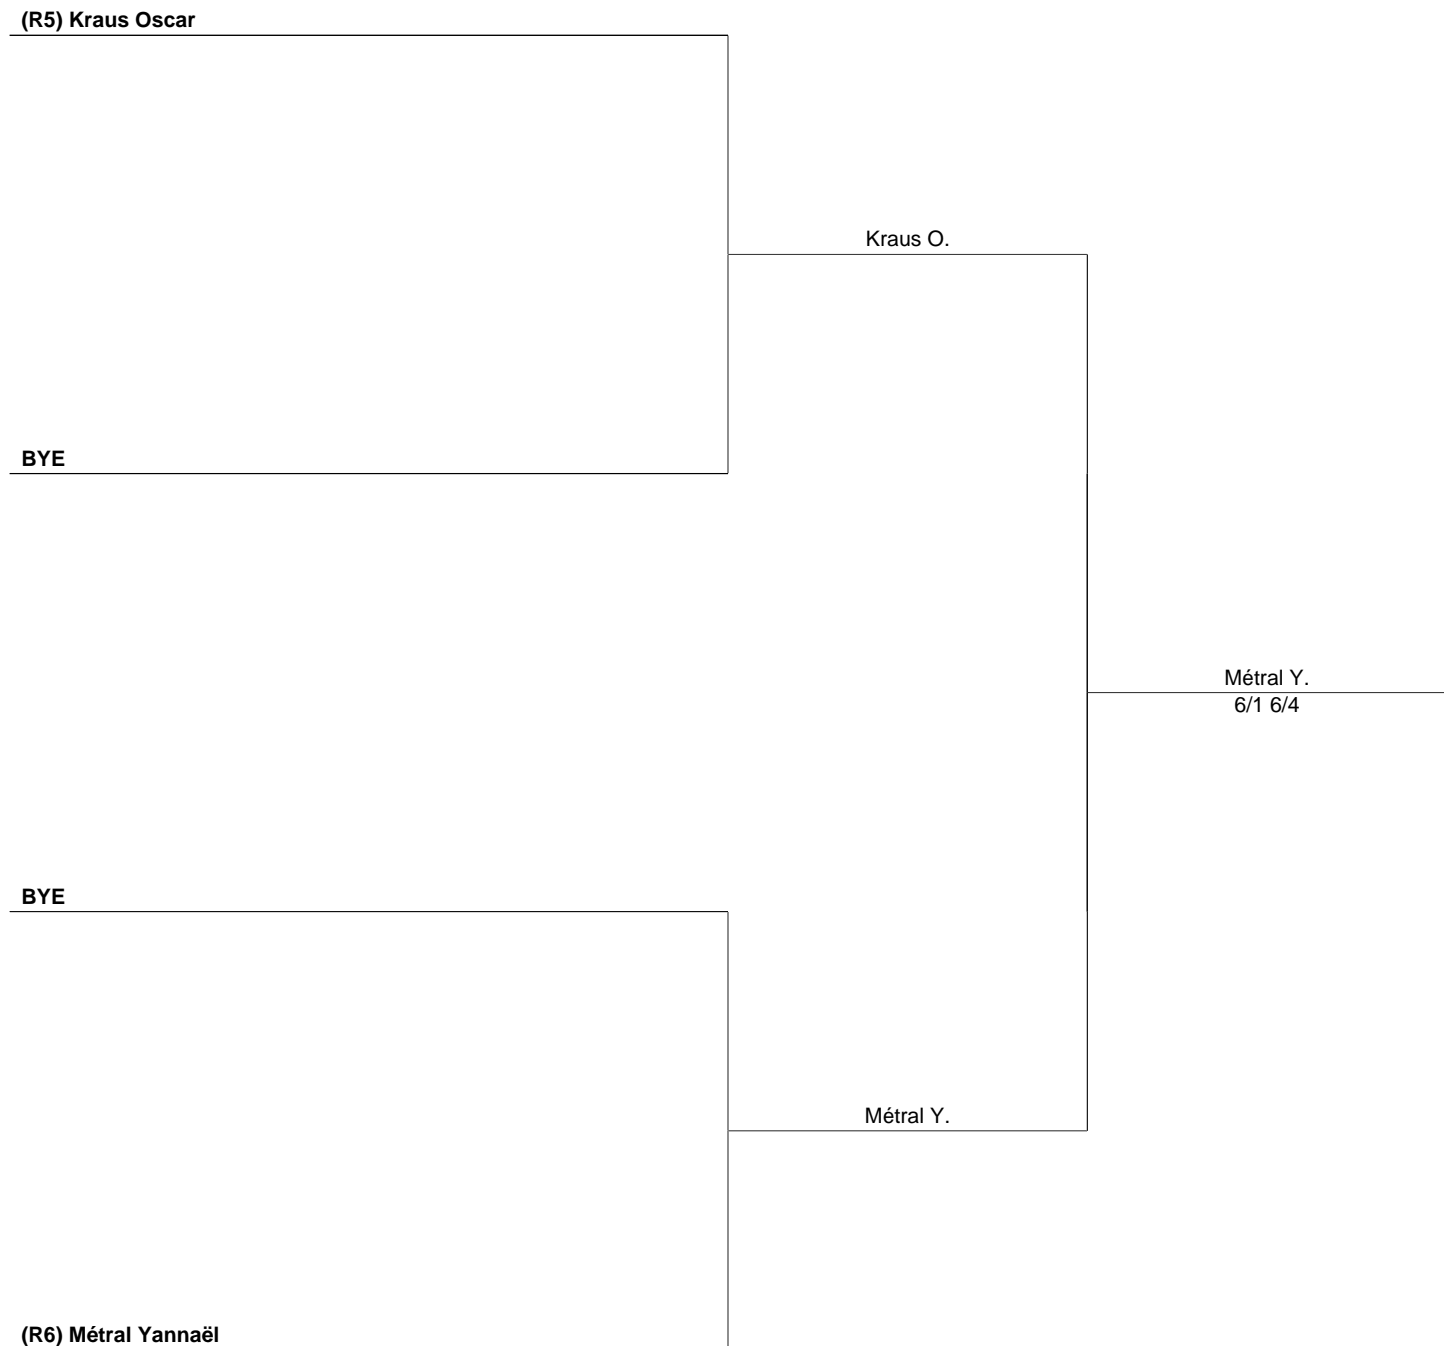 (R5) Kraus Oscar
Kraus O.
BYE
Métral Y.
6/1 6/4
BYE
Métral Y.
(R6) Métral Yannaël